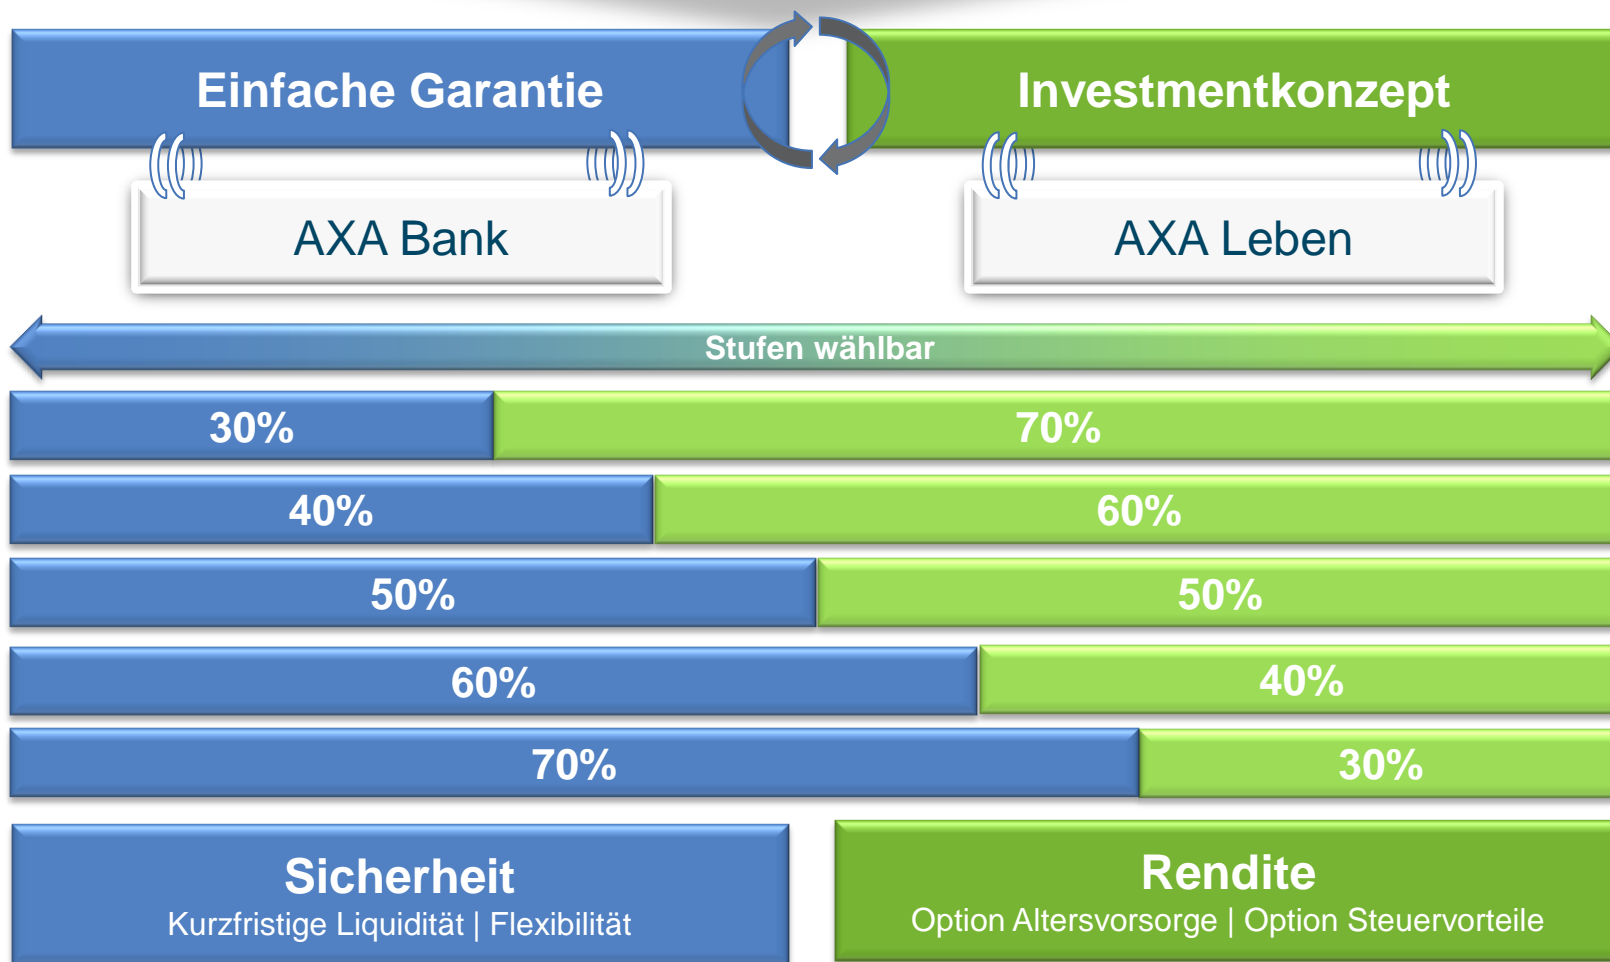 Einfache Garantie
Investmentkonzept
AXA Bank
AXA Leben
Stufen wählbar
30%
70%
40%
60%
50%
50%
60%
40%
70%
30%
Sicherheit
Kurzfristige Liquidität | Flexibilität
Rendite
Option Altersvorsorge | Option Steuervorteile